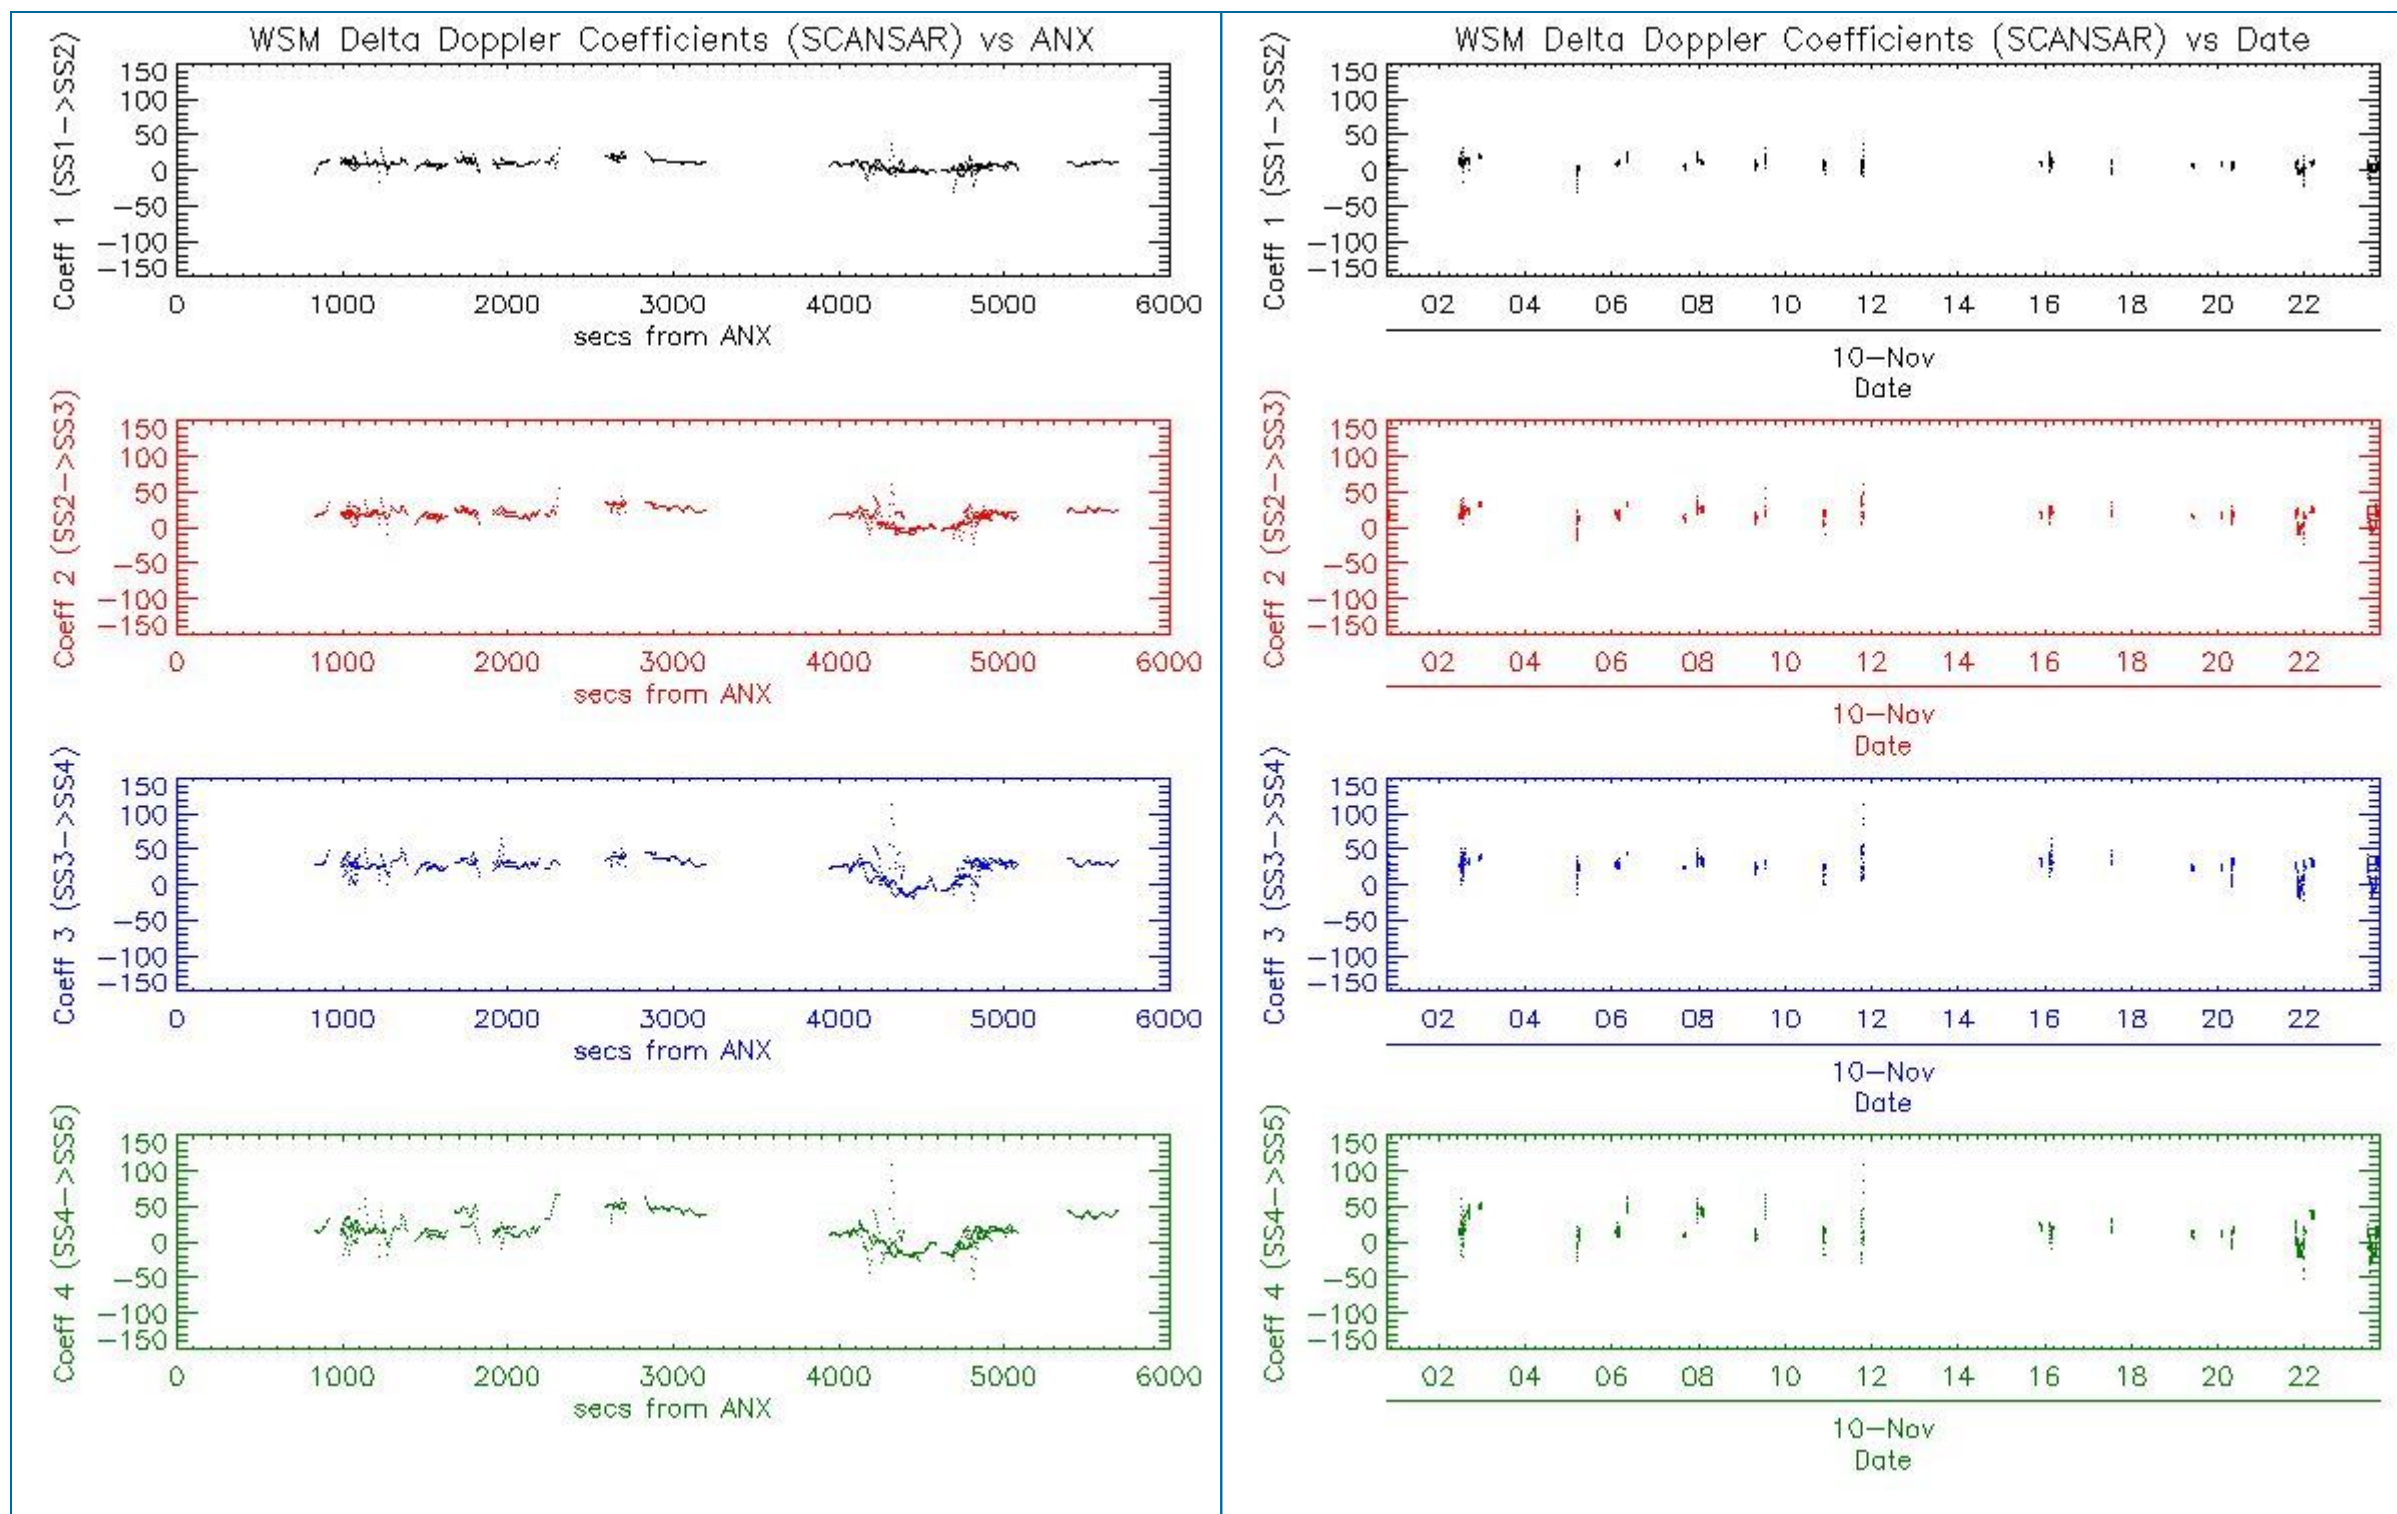 WSM Delta Doppler Coefficients (SCANSAR) vs ANX
Coeff 1 (SS1->SS2)
150
100
50
0
-50
-100
-150
0 1000 2000 3000 4000 5000 6000
secs from ANX
Coeff 2 (SS2->SS3)
150
100
50
0
-50
-100
-150
0 1000 2000 3000 4000 5000 6000
secs from ANX
Coeff 3 (SS3->SS4)
150
100
50
0
-50
-100
-150
0 1000 2000 3000 4000 5000 6000
secs from ANX
Coeff 4 (SS4->SS5)
150
100
50
0
-50
-100
-150
0 1000 2000 3000 4000 5000 6000
secs from ANX
WSM Delta Doppler Coefficients (SCANSAR) vs Date
Coeff 1 (SS1->SS2)
150
100
50
0
-50
-100
-150
02 04 06 08 10 12 14 16 18 20 22
10-Nov
Date
Coeff 2 (SS2->SS3)
150
100
50
0
-50
-100
-150
02 04 06 08 10 12 14 16 18 20 22
10-Nov
Date
Coeff 3 (SS3->SS4)
150
100
50
0
-50
-100
-150
02 04 06 08 10 12 14 16 18 20 22
10-Nov
Date
Coeff 4 (SS4->SS5)
150
100
50
0
-50
-100
-150
02 04 06 08 10 12 14 16 18 20 22
10-Nov
Date